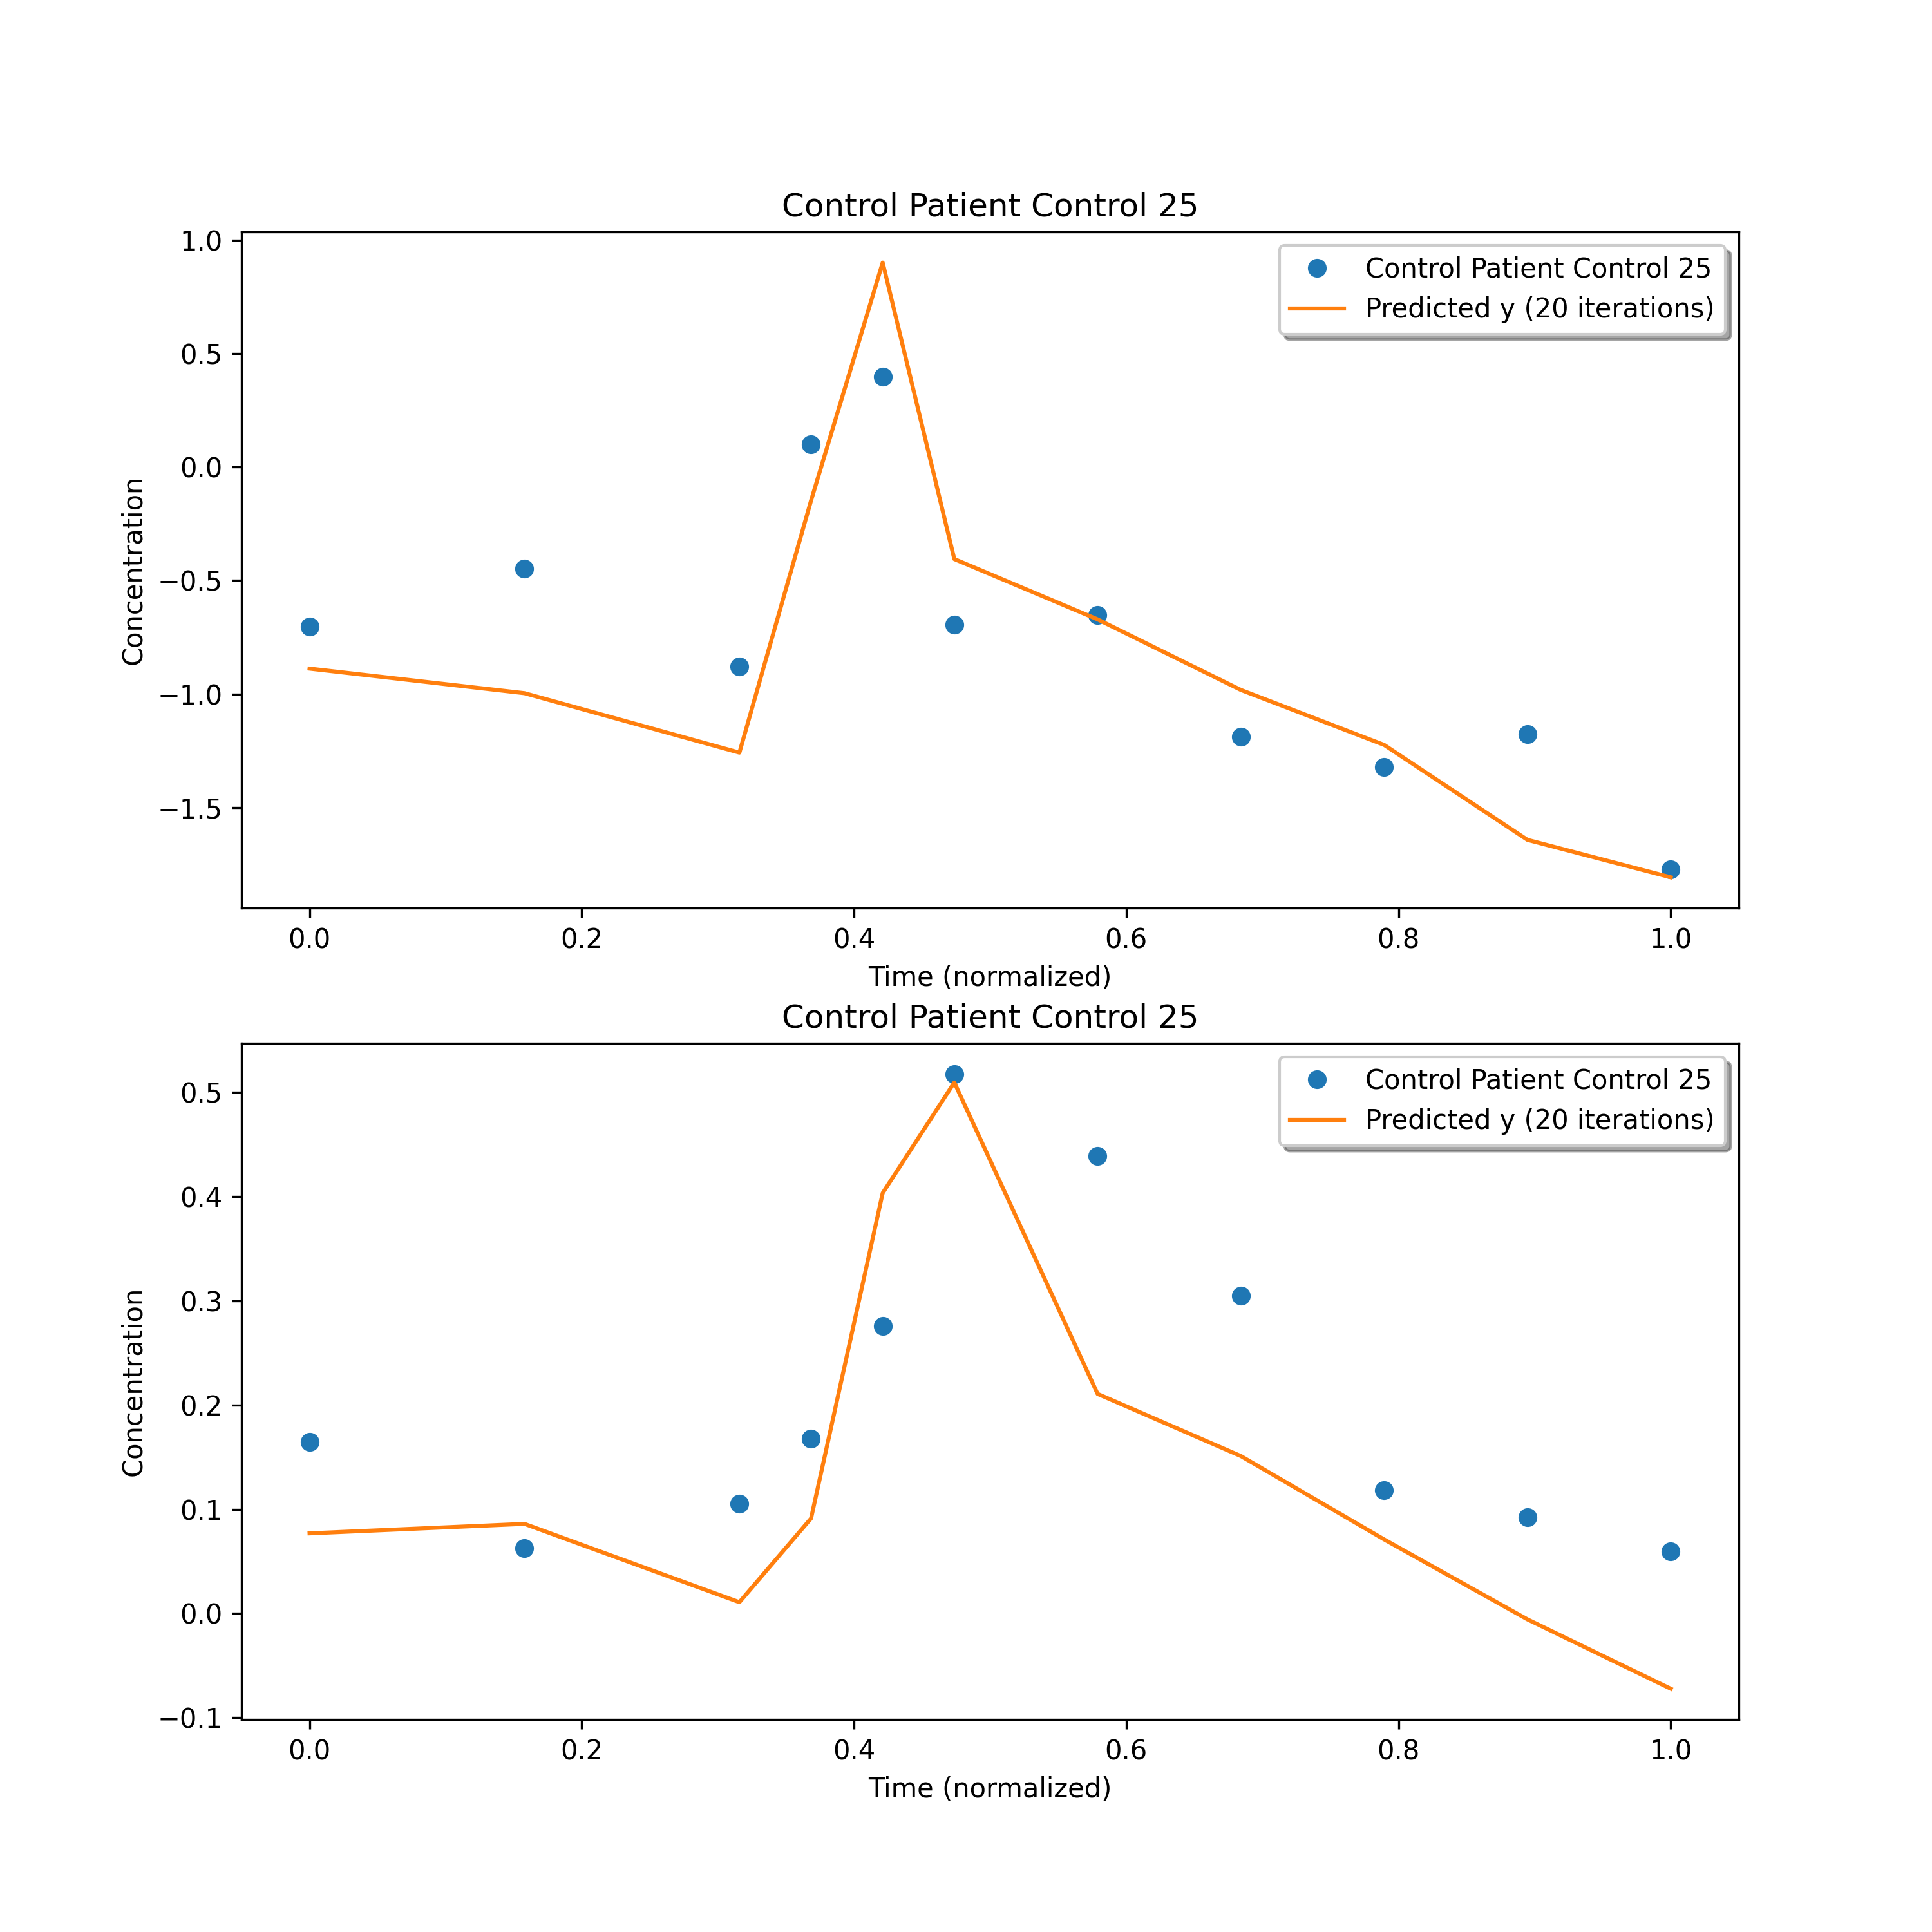 Control Patient Control 25
1.0
0.5
0.0
−0.5
−1.0
−1.5
Concentration
Control Patient Control 25
Predicted y (20 iterations)
0.0 0.2 0.4 0.6 0.8 1.0
Time (normalized)
Control Patient Control 25
0.5
0.4
0.3
0.2
0.1
0.0
−0.1
Concentration
Control Patient Control 25
Predicted y (20 iterations)
0.0 0.2 0.4 0.6 0.8 1.0
Time (normalized)